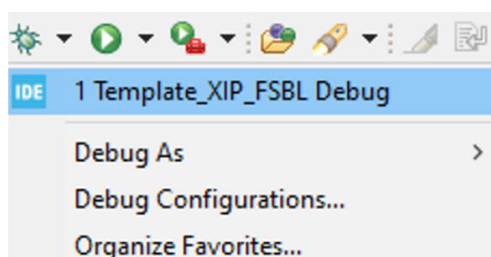 IDE 1 Template_XIP_FSBL Debug
Debug As
Debug Configurations...
Organize Favorites...